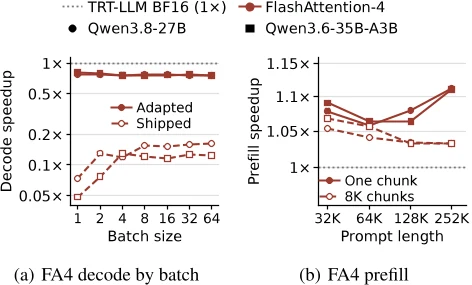 TRT-LLM BF16 (1×) FlashAttention-4
Qwen3.8-27B Qwen3.6-35B-A3B
Decode speedup
1×
0.5×
0.2×
0.1×
0.05×
Adapted
Shipped
1 2 4 8 16 32 64
Batch size
(a) FA4 decode by batch
Prefill speedup
1.15×
1.1×
1.05×
1×
One chunk
8K chunks
32K 64K 128K 252K
Prompt length
(b) FA4 prefill